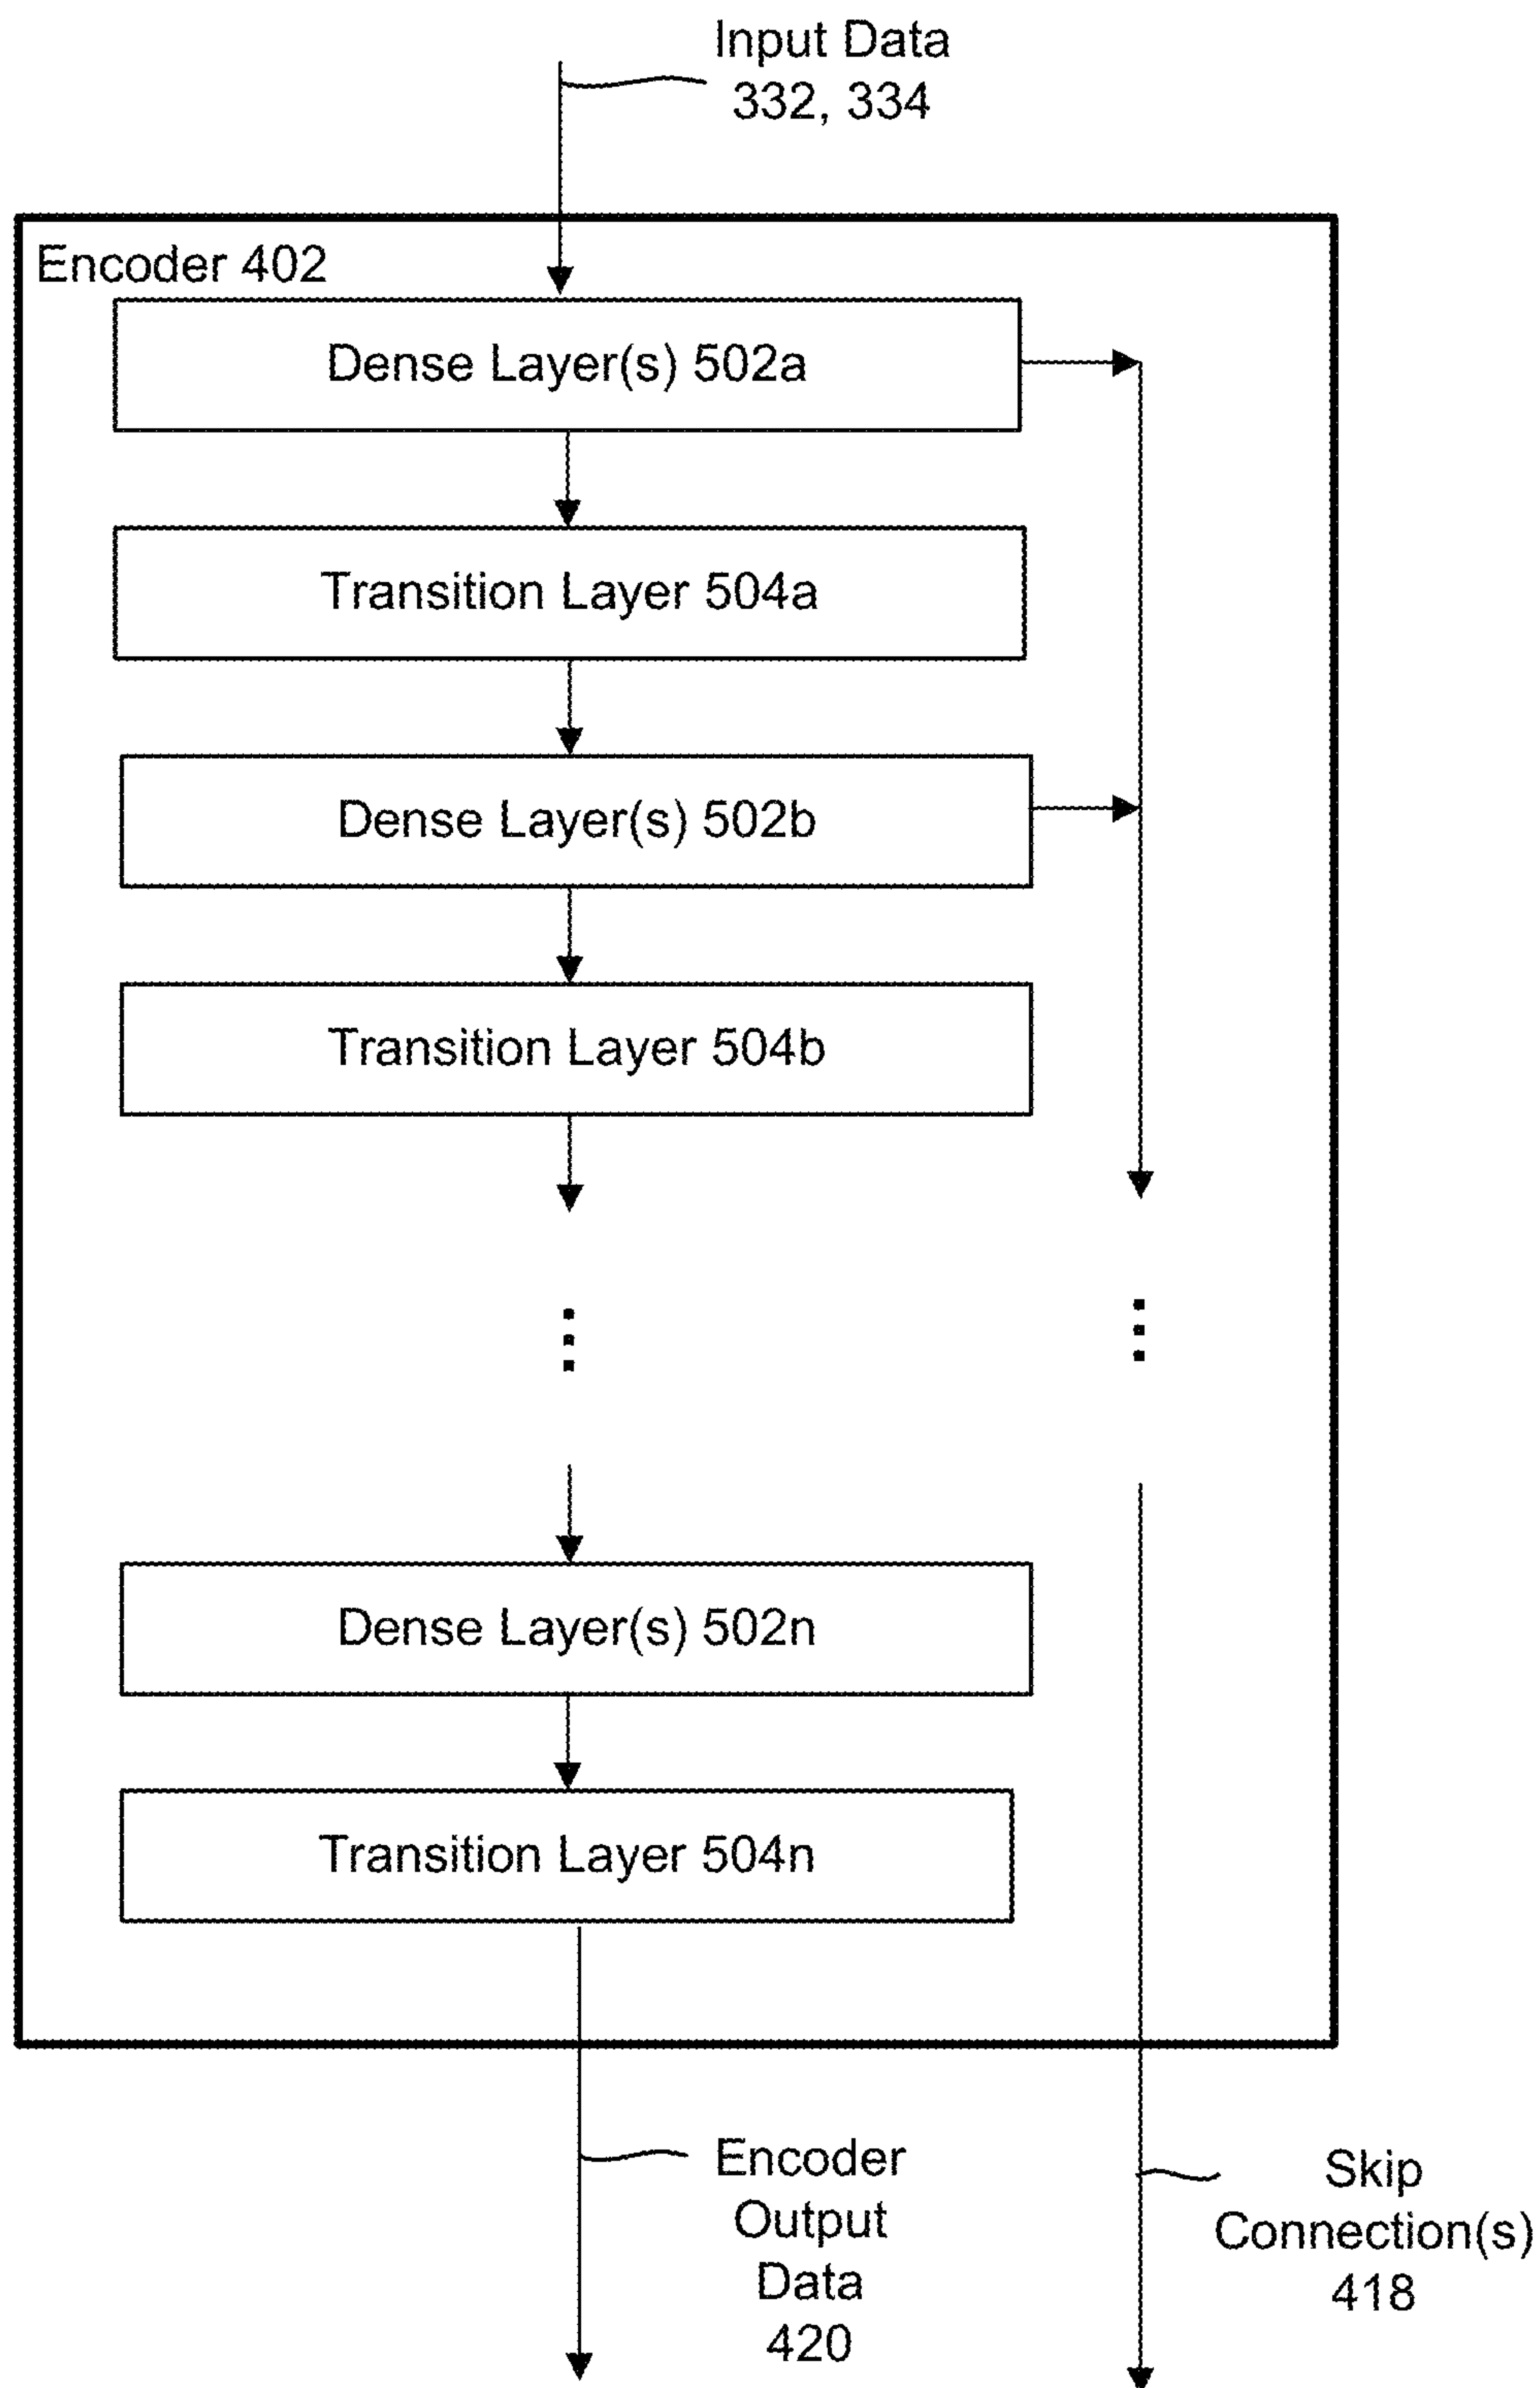 Input Data
332, 334
Encoder 402
Dense Layer(s) 502a
Transition Layer 504a
Dense Layer(s) 502b
Transition Layer 504b
Dense Layer(s) 502n
Transition Layer 504n
Encoder
Output
Data
420
Skip
Connection(s)
418